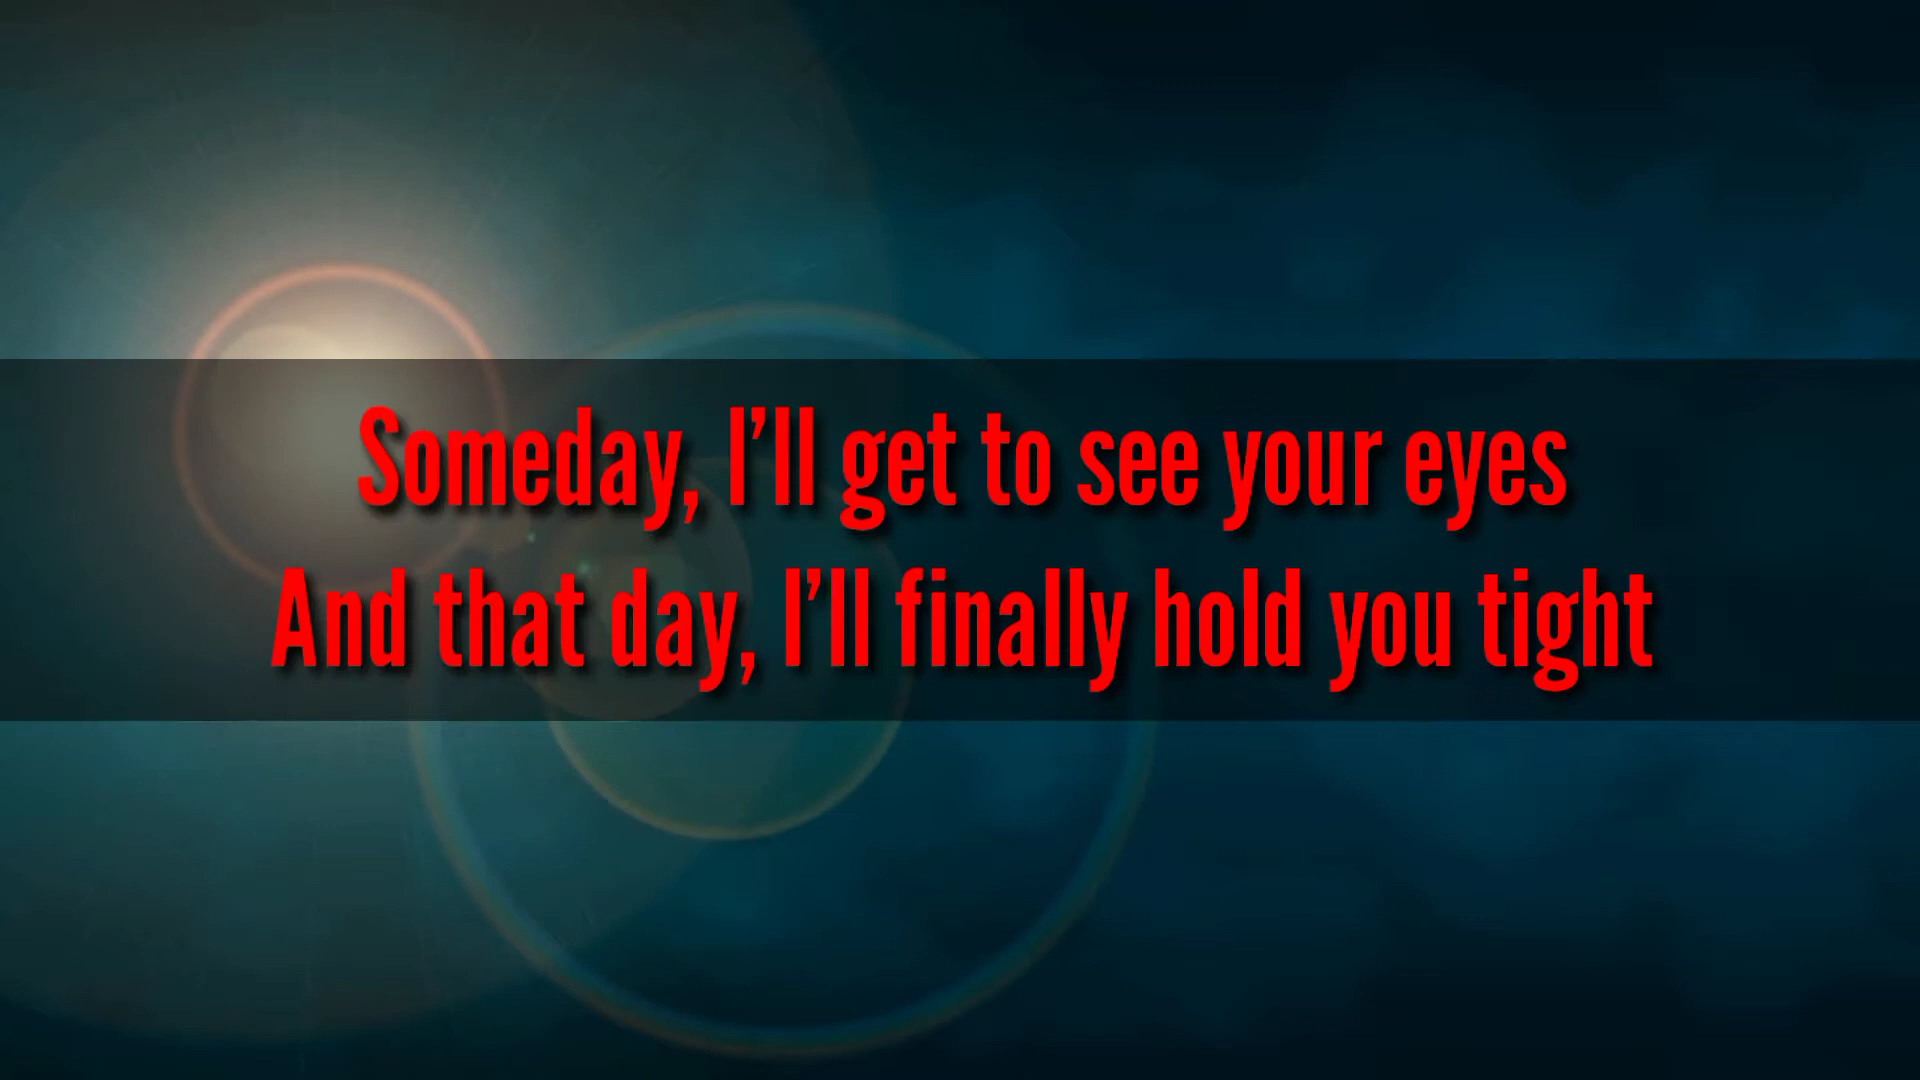 Someday, I’ll get to see your eyes
And that day, I’ll finally hold you tight